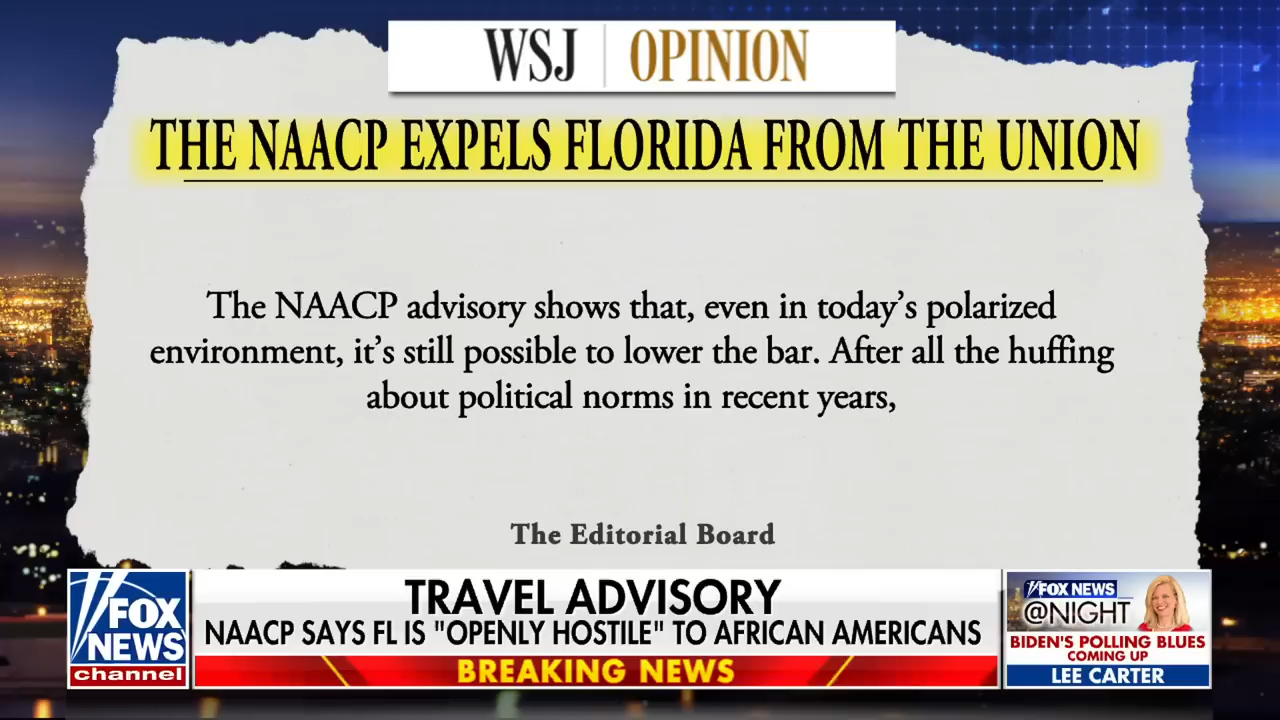 WSJ | OPINION
THE NAACP EXPELS FLORIDA FROM THE UNION
The NAACP advisory shows that, even in today's polarized
environment, it's still possible to lower the bar. After all the huffing
about political norms in recent years,
The Editorial Board
FOX
NEWS
channel
TRAVEL ADVISORY
NAACP SAYS FL IS "OPENLY HOSTILE" TO AFRICAN AMERICANS
BREAKING NEWS
FOX NEWS
@NIGHT
BIDEN'S POLLING BLUES
COMING UP
LEE CARTER